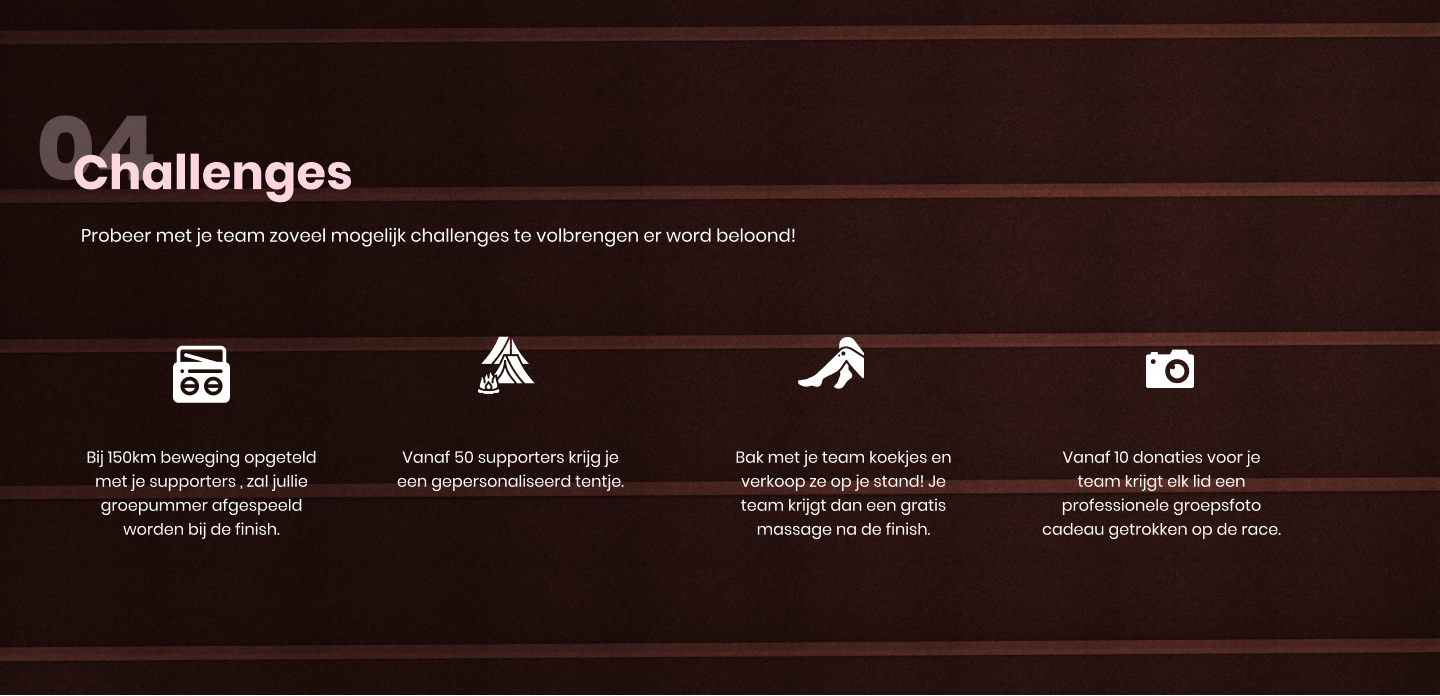 04
Challenges
Probeer met je team zoveel mogelijk challenges te volbrengen er word beloond!
Bij 150km beweging opgeteld
met je supporters , zal jullie
groepummer afgespeeld
worden bij de finish.
Vanaf 50 supporters krijg je
een gepersonaliseerd tentje.
Bak met je team koekjes en
verkoop ze op je stand! Je
team krijgt dan een gratis
massage na de finish.
Vanaf 10 donaties voor je
team krijgt elk lid een
professionele groepsfoto
cadeau getrokken op de race.